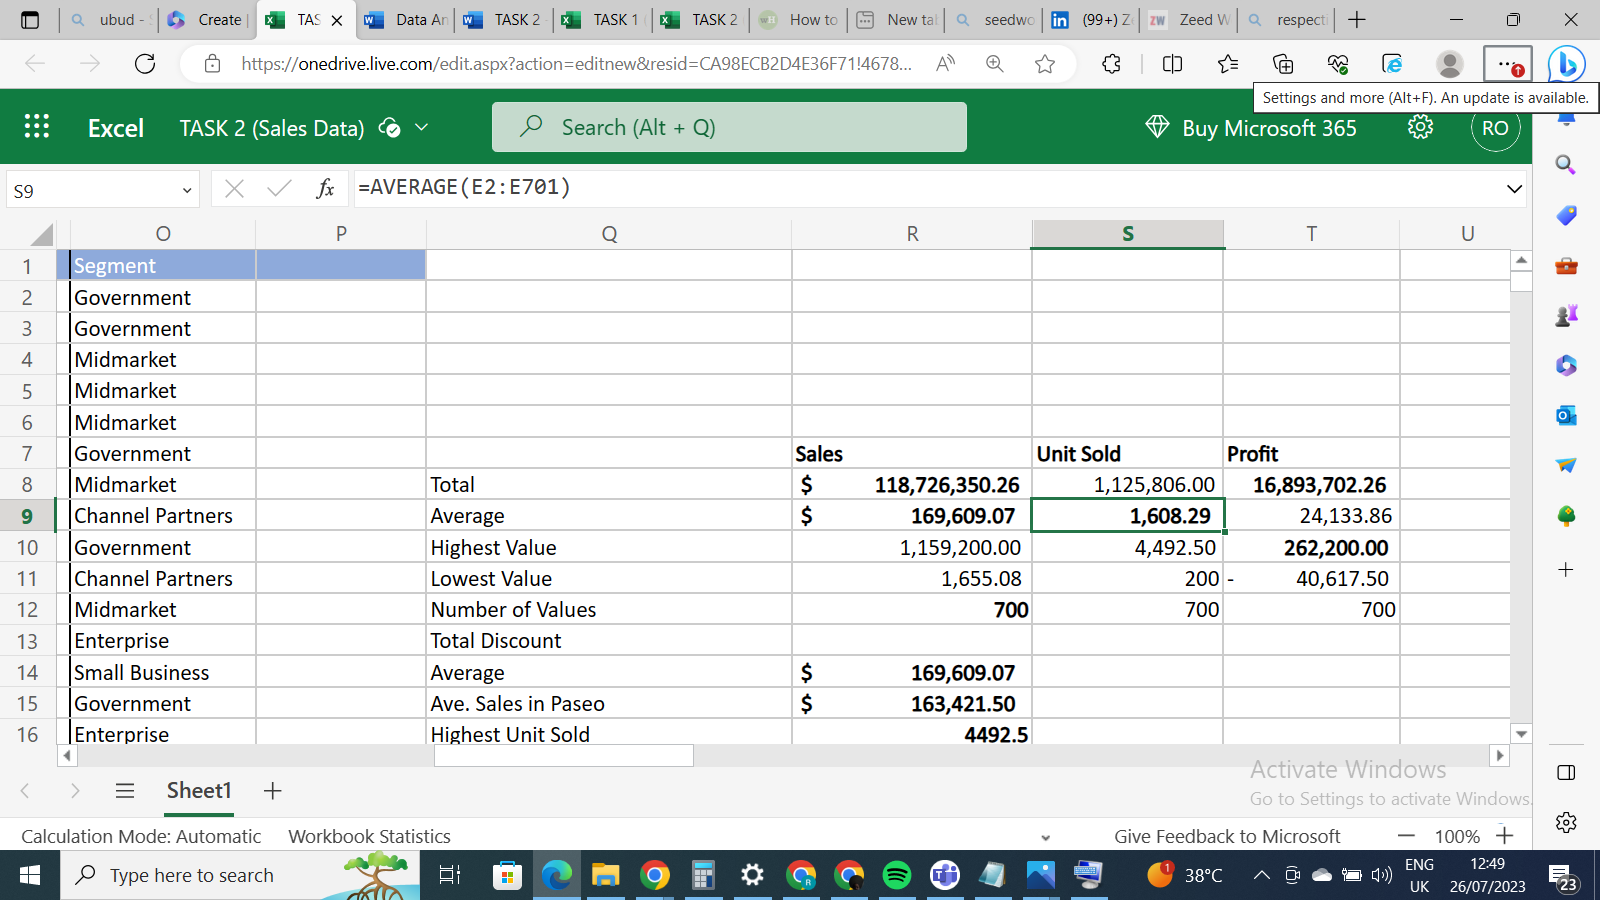 ubud -
Create
TAS
Data An
TASK 2
TASK 1
TASK 2
How to
New tab
seedwo
(99+) Ze
Zeed W
respecti
https://onedrive.live.com/edit.aspx?action=editnew&resid=CA98ECB2D4E36F71!4678...
Settings and more (Alt+F). An update is available.
Excel TASK 2 (Sales Data) Search (Alt + Q) Buy Microsoft 365 RO
S9 fx =AVERAGE(E2:E701)
O P Q R S T U
1 Segment
2 Government
3 Government
4 Midmarket
5 Midmarket
6 Midmarket
7 Government Sales Unit Sold Profit
8 Midmarket Total $ 118,726,350.26 1,125,806.00 16,893,702.26
9 Channel Partners Average $ 169,609.07 1,608.29 24,133.86
10 Government Highest Value 1,159,200.00 4,492.50 262,200.00
11 Channel Partners Lowest Value 1,655.08 200 - 40,617.50
12 Midmarket Number of Values 700 700 700
13 Enterprise Total Discount
14 Small Business Average $ 169,609.07
15 Government Ave. Sales in Paseo $ 163,421.50
16 Enterprise Highest Unit Sold 4492.5
Activate Windows
Go to Settings to activate Windows.
Sheet1
Calculation Mode: Automatic Workbook Statistics Give Feedback to Microsoft 100%
Type here to search
1 38°C
ENG
UK
12:49
26/07/2023
23